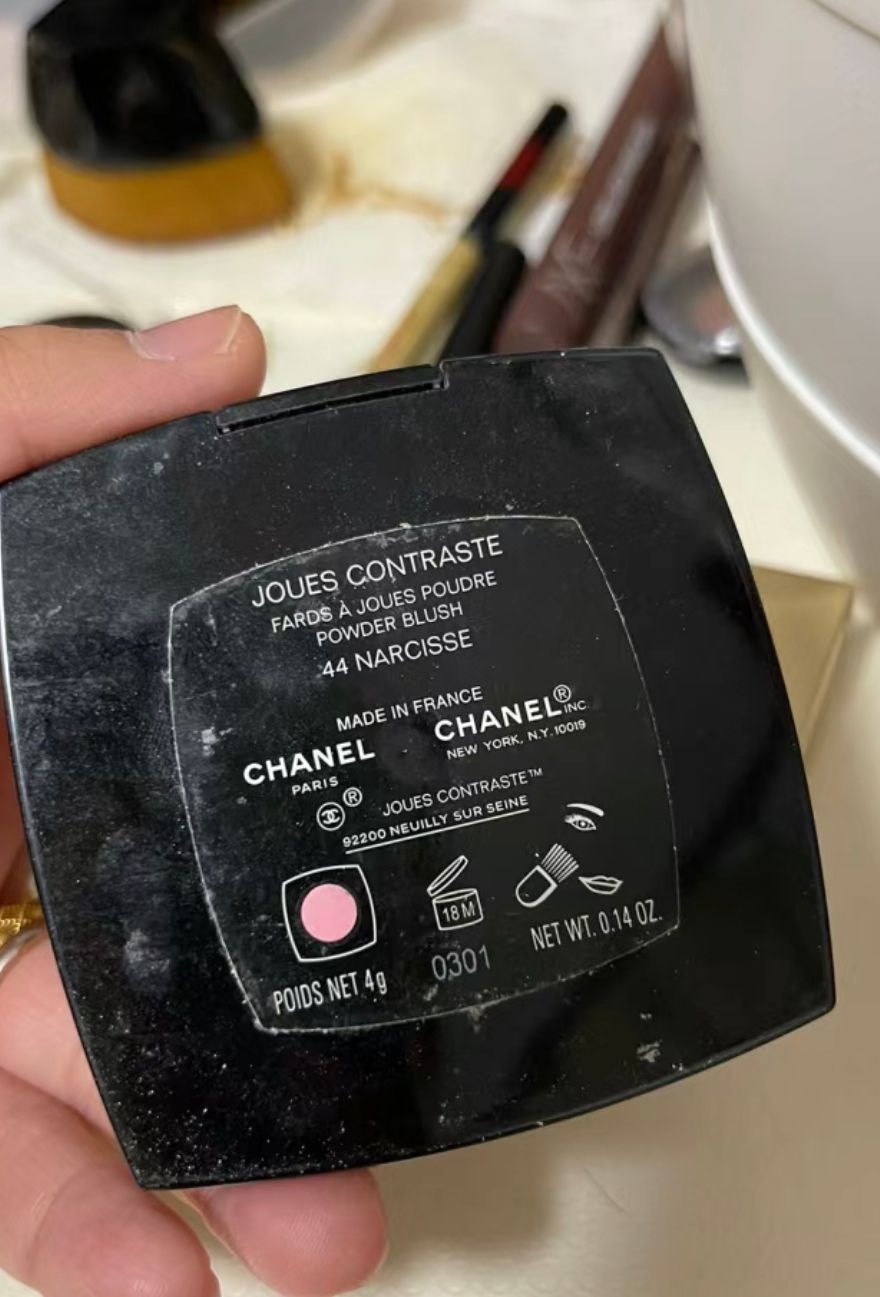 JOUES CONTRASTE
FARDS À JOUES POUDRE
POWDER BLUSH
44 NARCISSE
MADE IN FRANCE
CHANEL
PARIS
CHANEL® INC
NEW YORK, N.Y. 10019
®
JOUES CONTRASTE™
92200 NEUILLY SUR SEINE
18 M
POIDS NET 4g
0301
NET WT. 0.14 OZ.